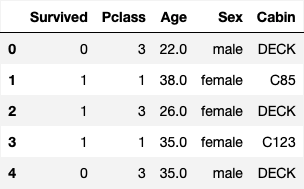 Survived Pclass Age Sex Cabin
0 0 3 22.0 male DECK
1 1 1 38.0 female C85
2 1 3 26.0 female DECK
3 1 1 35.0 female C123
4 0 3 35.0 male DECK